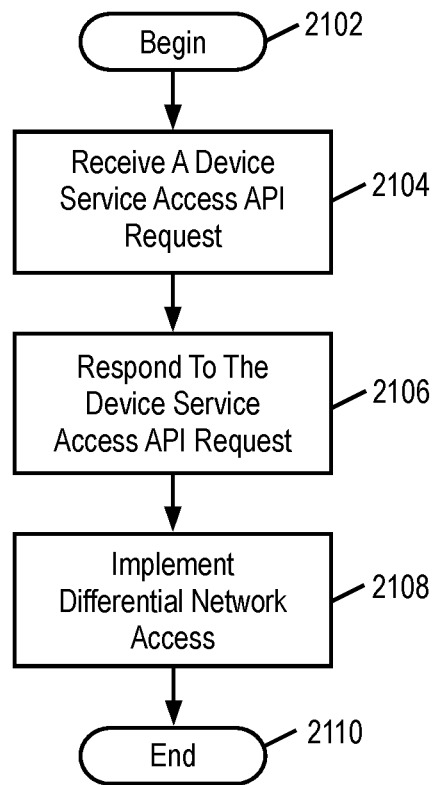 Begin
2102
Receive A Device
Service Access API
Request
2104
Respond To The
Device Service
Access API Request
2106
Implement
Differential Network
Access
2108
End
2110